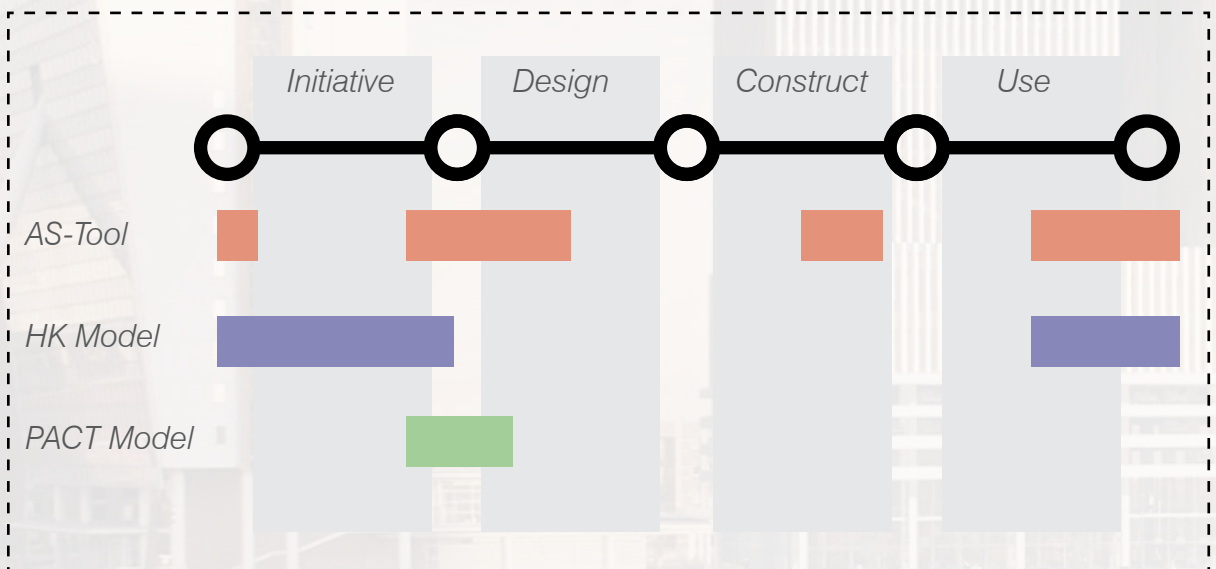 Initiative
Design
Construct
Use
AS-Tool
HK Model
PACT Model